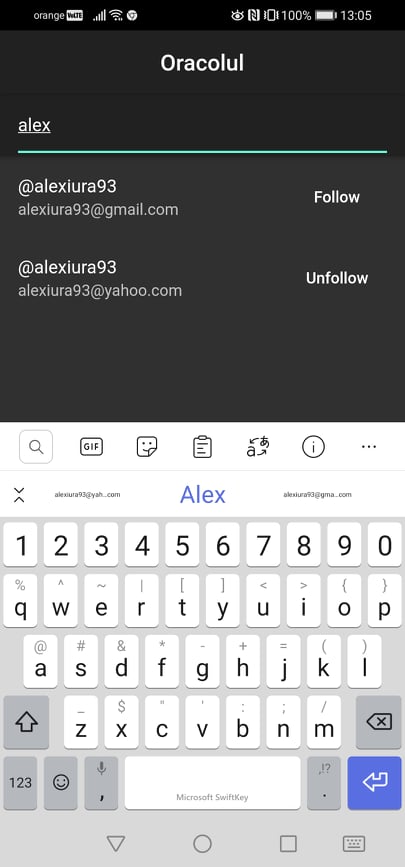 orange VoLTE 100% 13:05
Oracolul
alex
@alexiura93
alexiura93@gmail.com
Follow
@alexiura93
alexiura93@yahoo.com
Unfollow
GIF
aあ
alexiura93@yah...com Alex alexiura93@gma...com
1 2 3 4 5 6 7 8 9 0
% ^ ~ | [ ] < > { }
q w e r t y u i o p
@ # & * - + = ( )
a s d f g h j k l
_ $ " ' : ; /
z x c v b n m
123 , ,!? .
Microsoft SwiftKey